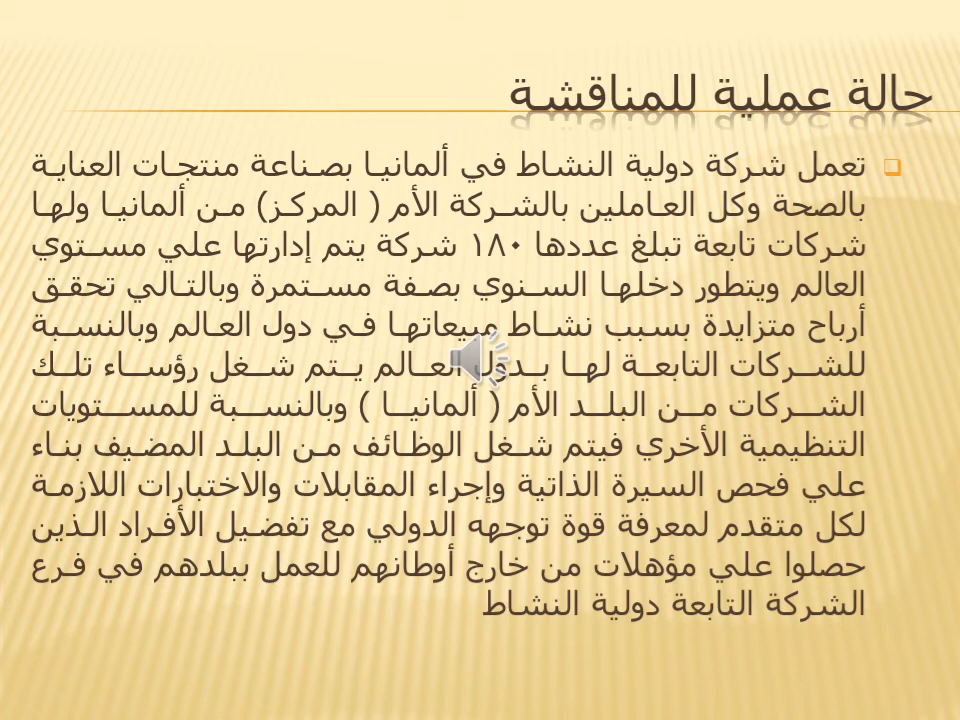 حالة عملية للمناقشة
تعمل شركة دولية النشاط في ألمانيا بصناعة منتجات العناية
بالصحة وكل العاملين بالشركة الأم ( المركز) من ألمانيا ولها
شركات تابعة تبلغ عددها ١٨٠ شركة يتم إدارتها علي مستوي
العالم ويتطور دخلها السنوي بصفة مستمرة وبالتالي تحقق
أرباح متزايدة بسبب نشاط مبيعاتها في دول العالم وبالنسبة
للشركات التابعة لها بدول العالم يتم شغل رؤساء تلك
الشركات من البلد الأم ( ألمانيا ) وبالنسبة للمستويات
التنظيمية الأخري فيتم شغل الوظائف من البلد المضيف بناء
علي فحص السيرة الذاتية وإجراء المقابلات والاختبارات اللازمة
لكل متقدم لمعرفة قوة توجهه الدولي مع تفضيل الأفراد الذين
حصلوا علي مؤهلات من خارج أوطانهم للعمل ببلدهم في فرع
الشركة التابعة دولية النشاط